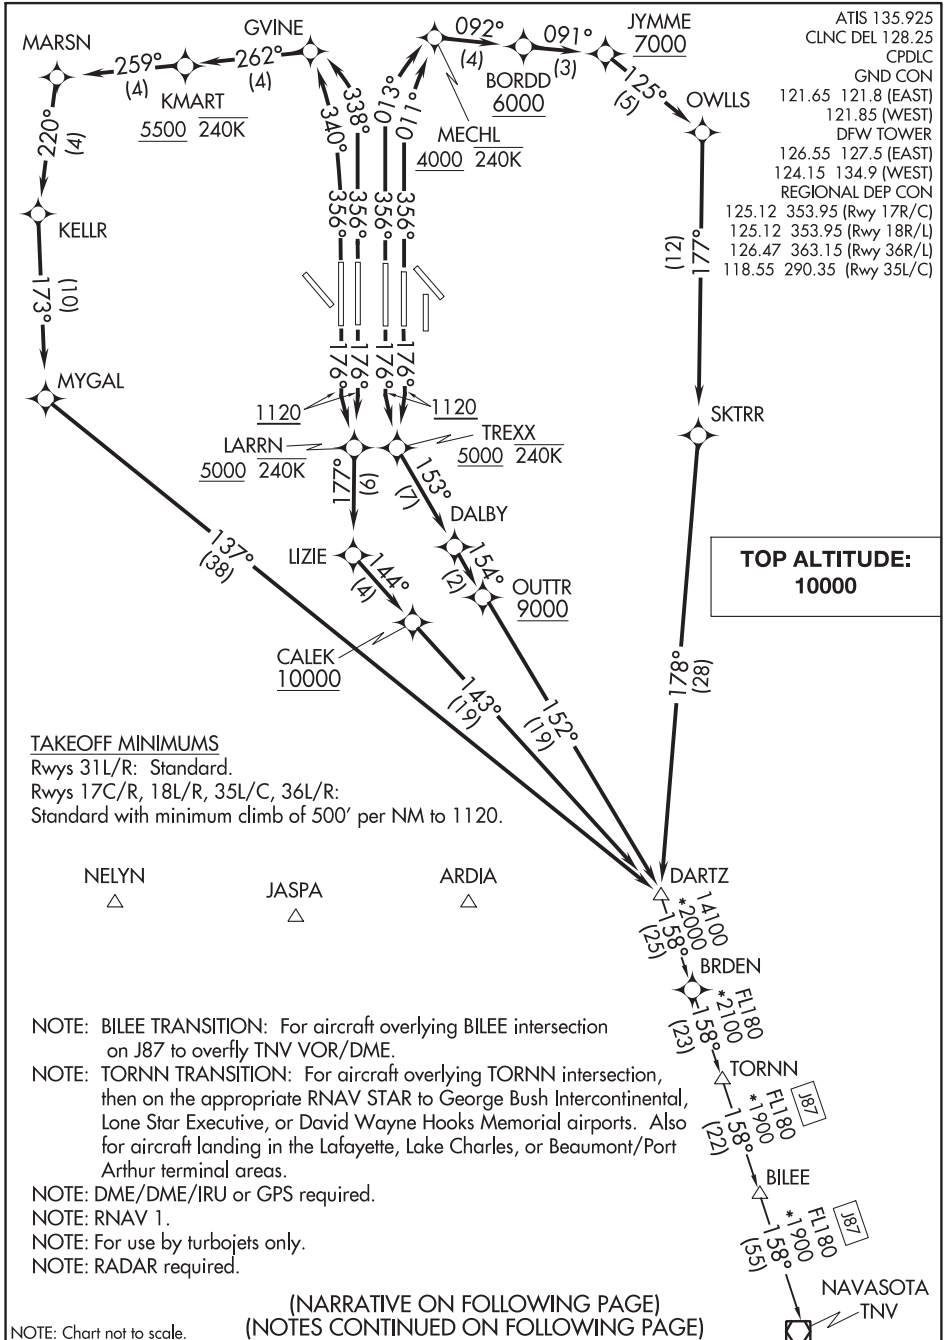 MARSN
GVINE
092°
(4)
091°
(3)
JYMME
7000
ATIS 135.925
CLNC DEL 128.25
CPDLC
GND CON
121.65 121.8 (EAST)
121.85 (WEST)
DFW TOWER
126.55 127.5 (EAST)
124.15 134.9 (WEST)
REGIONAL DEP CON
125.12 353.95 (Rwy 17R/C)
125.12 353.95 (Rwy 18R/L)
126.47 363.15 (Rwy 36R/L)
118.55 290.35 (Rwy 35L/C)
259°
(4)
262°
(4)
KMART
5500 240K
BORDD
6000
125°
(5)
OWLLS
MECHL
4000 240K
220°
(4)
340°
338°
013°
011°
356°
356°
356°
356°
KELLR
173°
(10)
177°
(12)
MYGAL
176°
176°
176°
176°
1120
1120
LARRN
5000 240K
TREXX
5000 240K
SKTRR
177°
(9)
153°
(7)
DALBY
137°
(38)
LIZIE
144°
(4)
154°
(2)
OUTTR
9000
TOP ALTITUDE:
10000
CALEK
10000
143°
(19)
152°
(19)
178°
(28)
TAKEOFF MINIMUMS
Rwys 31L/R: Standard.
Rwys 17C/R, 18L/R, 35L/C, 36L/R:
Standard with minimum climb of 500' per NM to 1120.
NELYN
JASPA
ARDIA
DARTZ
14100
*2000
158°
(25)
BRDEN
FL180
*2100
158°
(23)
TORNN
J87
FL180
*1900
158°
(22)
BILEE
J87
FL180
*1900
158°
(55)
NAVASOTA
TNV
NOTE: BILEE TRANSITION: For aircraft overlying BILEE intersection
on J87 to overfly TNV VOR/DME.
NOTE: TORNN TRANSITION: For aircraft overlying TORNN intersection,
then on the appropriate RNAV STAR to George Bush Intercontinental,
Lone Star Executive, or David Wayne Hooks Memorial airports. Also
for aircraft landing in the Lafayette, Lake Charles, or Beaumont/Port
Arthur terminal areas.
NOTE: DME/DME/IRU or GPS required.
NOTE: RNAV 1.
NOTE: For use by turbojets only.
NOTE: RADAR required.
(NARRATIVE ON FOLLOWING PAGE)
(NOTES CONTINUED ON FOLLOWING PAGE)
NOTE: Chart not to scale.